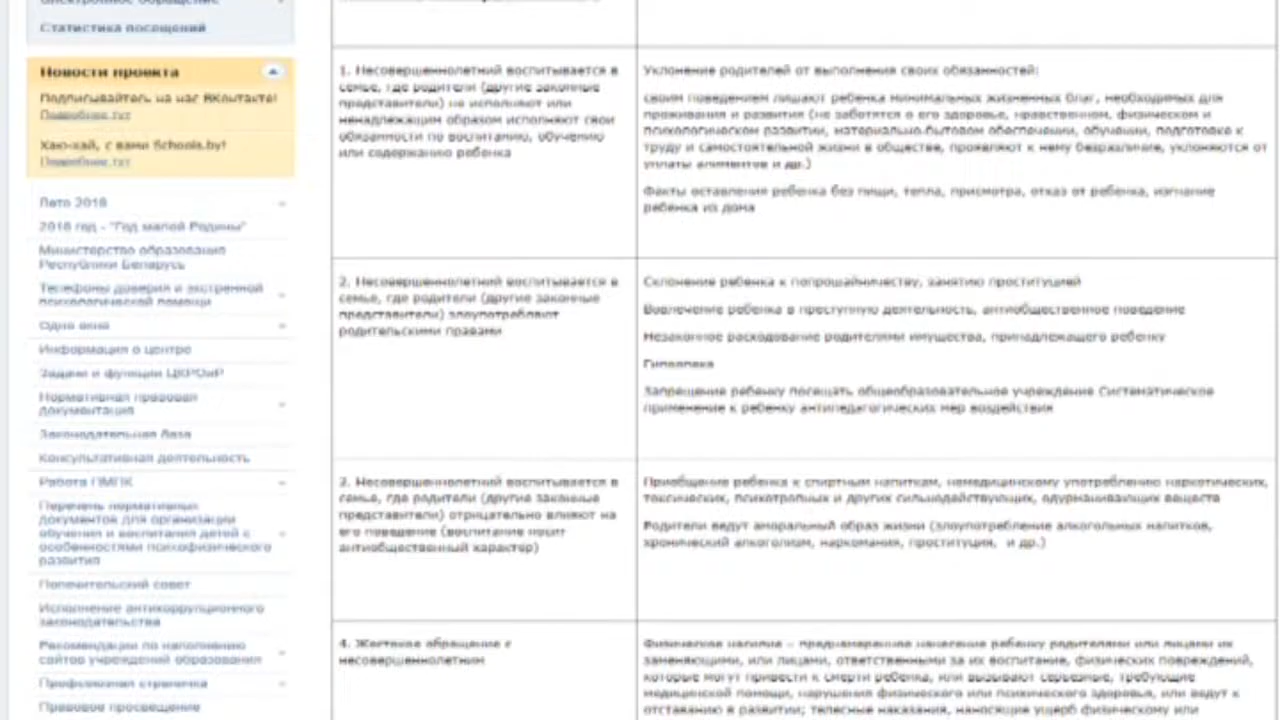 Электронное обращение
Статистика посещений
Новости проекта
Подписывайтесь на нас ВКонтакте!
Подробнее тут
Хаю-хай, с вами Schools.by!
Подробнее тут
Лето 2018
2018 год - "Год малой Родины"
Министерство образования
Республики Беларусь
Телефоны доверия и экстренной
психологической помощи
Одно окно
Информация о центре
Задачи и функции ЦКРОиР
Нормативная правовая
документация
Законодательная база
Консультативная деятельность
Работа ПМПК
Перечень нормативных
документов для организации
обучения и воспитания детей с
особенностями психофизического
развития
Попечительский совет
Исполнение антикоррупционного
законодательства
Рекомендации по наполнению
сайтов учреждений образования
Профсоюзная страничка
Правовое просвещение
1. Несовершеннолетний воспитывается в
семье, где родители (другие законные
представители) не исполняют или
ненадлежащим образом исполняют свои
обязанности по воспитанию, обучению
или содержанию ребенка
Уклонение родителей от выполнения своих обязанностей:
своим поведением лишают ребенка минимальных жизненных благ, необходимых для
проживания и развития (не заботятся о его здоровье, нравственном, физическом и
психологическом развитии, материально-бытовом обеспечении, обучении, подготовке к
труду и самостоятельной жизни в обществе, проявляют к нему безразличие, уклоняются от
уплаты алиментов и др.)
Факты оставления ребенка без пищи, тепла, присмотра, отказ от ребенка, изгнание
ребенка из дома
2. Несовершеннолетний воспитывается в
семье, где родители (другие законные
представители) злоупотребляют
родительскими правами
Склонение ребенка к попрошайничеству, занятию проституцией
Вовлечение ребенка в преступную деятельность, антиобщественное поведение
Незаконное расходование родителями имущества, принадлежащего ребенку
Гипоопека
Запрещение ребенку посещать общеобразовательное учреждение Систематическое
применение к ребенку антипедагогических мер воздействия
3. Несовершеннолетний воспитывается в
семье, где родители (другие законные
представители) отрицательно влияют на
его поведение (воспитание носит
антиобщественный характер)
Приобщение ребенка к спиртным напиткам, немедицинскому употреблению наркотических,
токсических, психотропных и других сильнодействующих, одурманивающих веществ
Родители ведут аморальный образ жизни (злоупотребление алкогольных напитков,
хронический алкоголизм, наркомания, проституция, и др.)
4. Жестокое обращение с
несовершеннолетним
Физическое насилие – преднамеренное нанесение ребенку родителями или лицами их
заменяющими, или лицами, ответственными за их воспитание, физических повреждений,
которые могут привести к смерти ребенка, или вызывают серьезные, требующие
медицинской помощи, нарушения физического или психического здоровья, или ведут к
отставанию в развитии; телесные наказания, наносящие ущерб физическому или